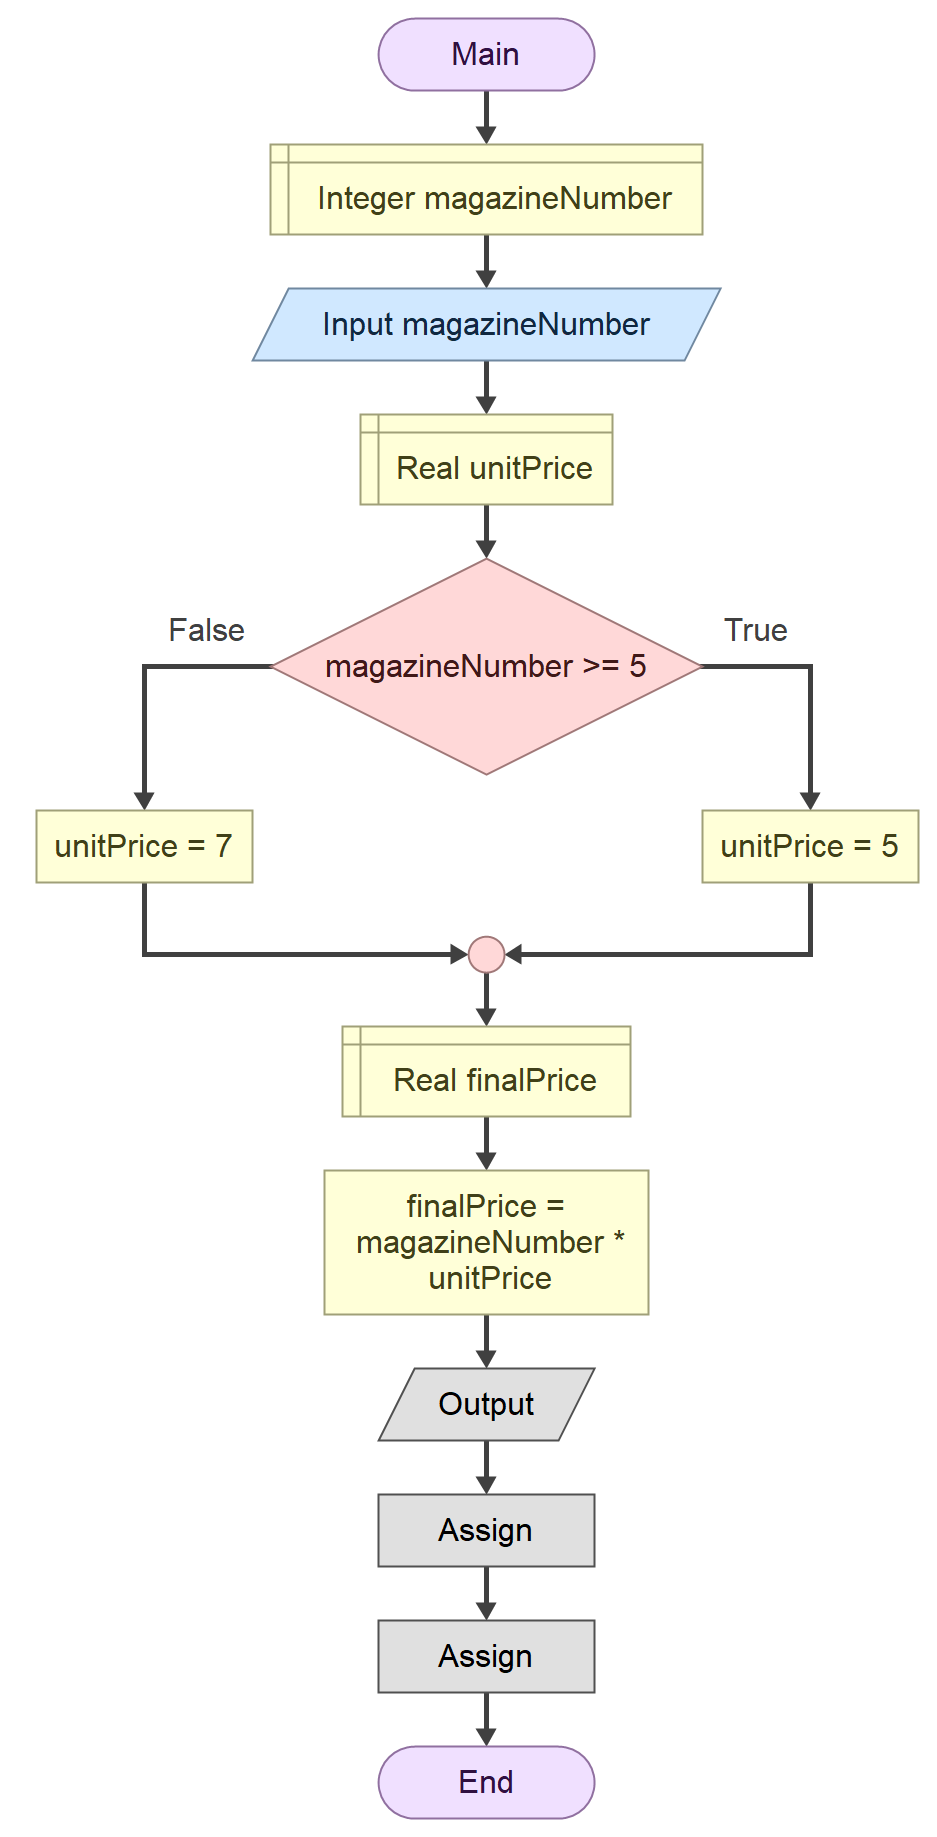 Main
Integer magazineNumber
Input magazineNumber
Real unitPrice
False
True
magazineNumber >= 5
unitPrice = 7
unitPrice = 5
Real finalPrice
finalPrice =
magazineNumber *
unitPrice
Output
Assign
Assign
End